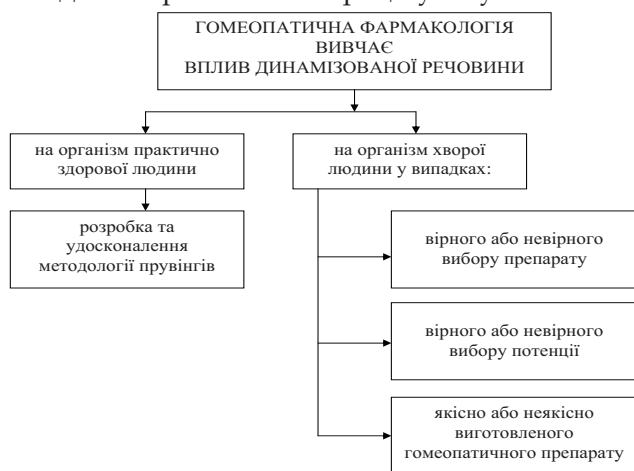 ГОМЕОПАТИЧНА ФАРМАКОЛОГІЯ
ВИВЧАЄ
ВПЛИВ ДИНАМІЗОВАНОЇ РЕЧОВИНИ
на організм практично
здорової людини
на організм хворої
людини у випадках:
розробка та
удосконалення
методології прувінгів
вірного або невірного
вибору препарату
вірного або невірного
вибору потенції
якісно або неякісно
виготовленого
гомеопатичного препарату